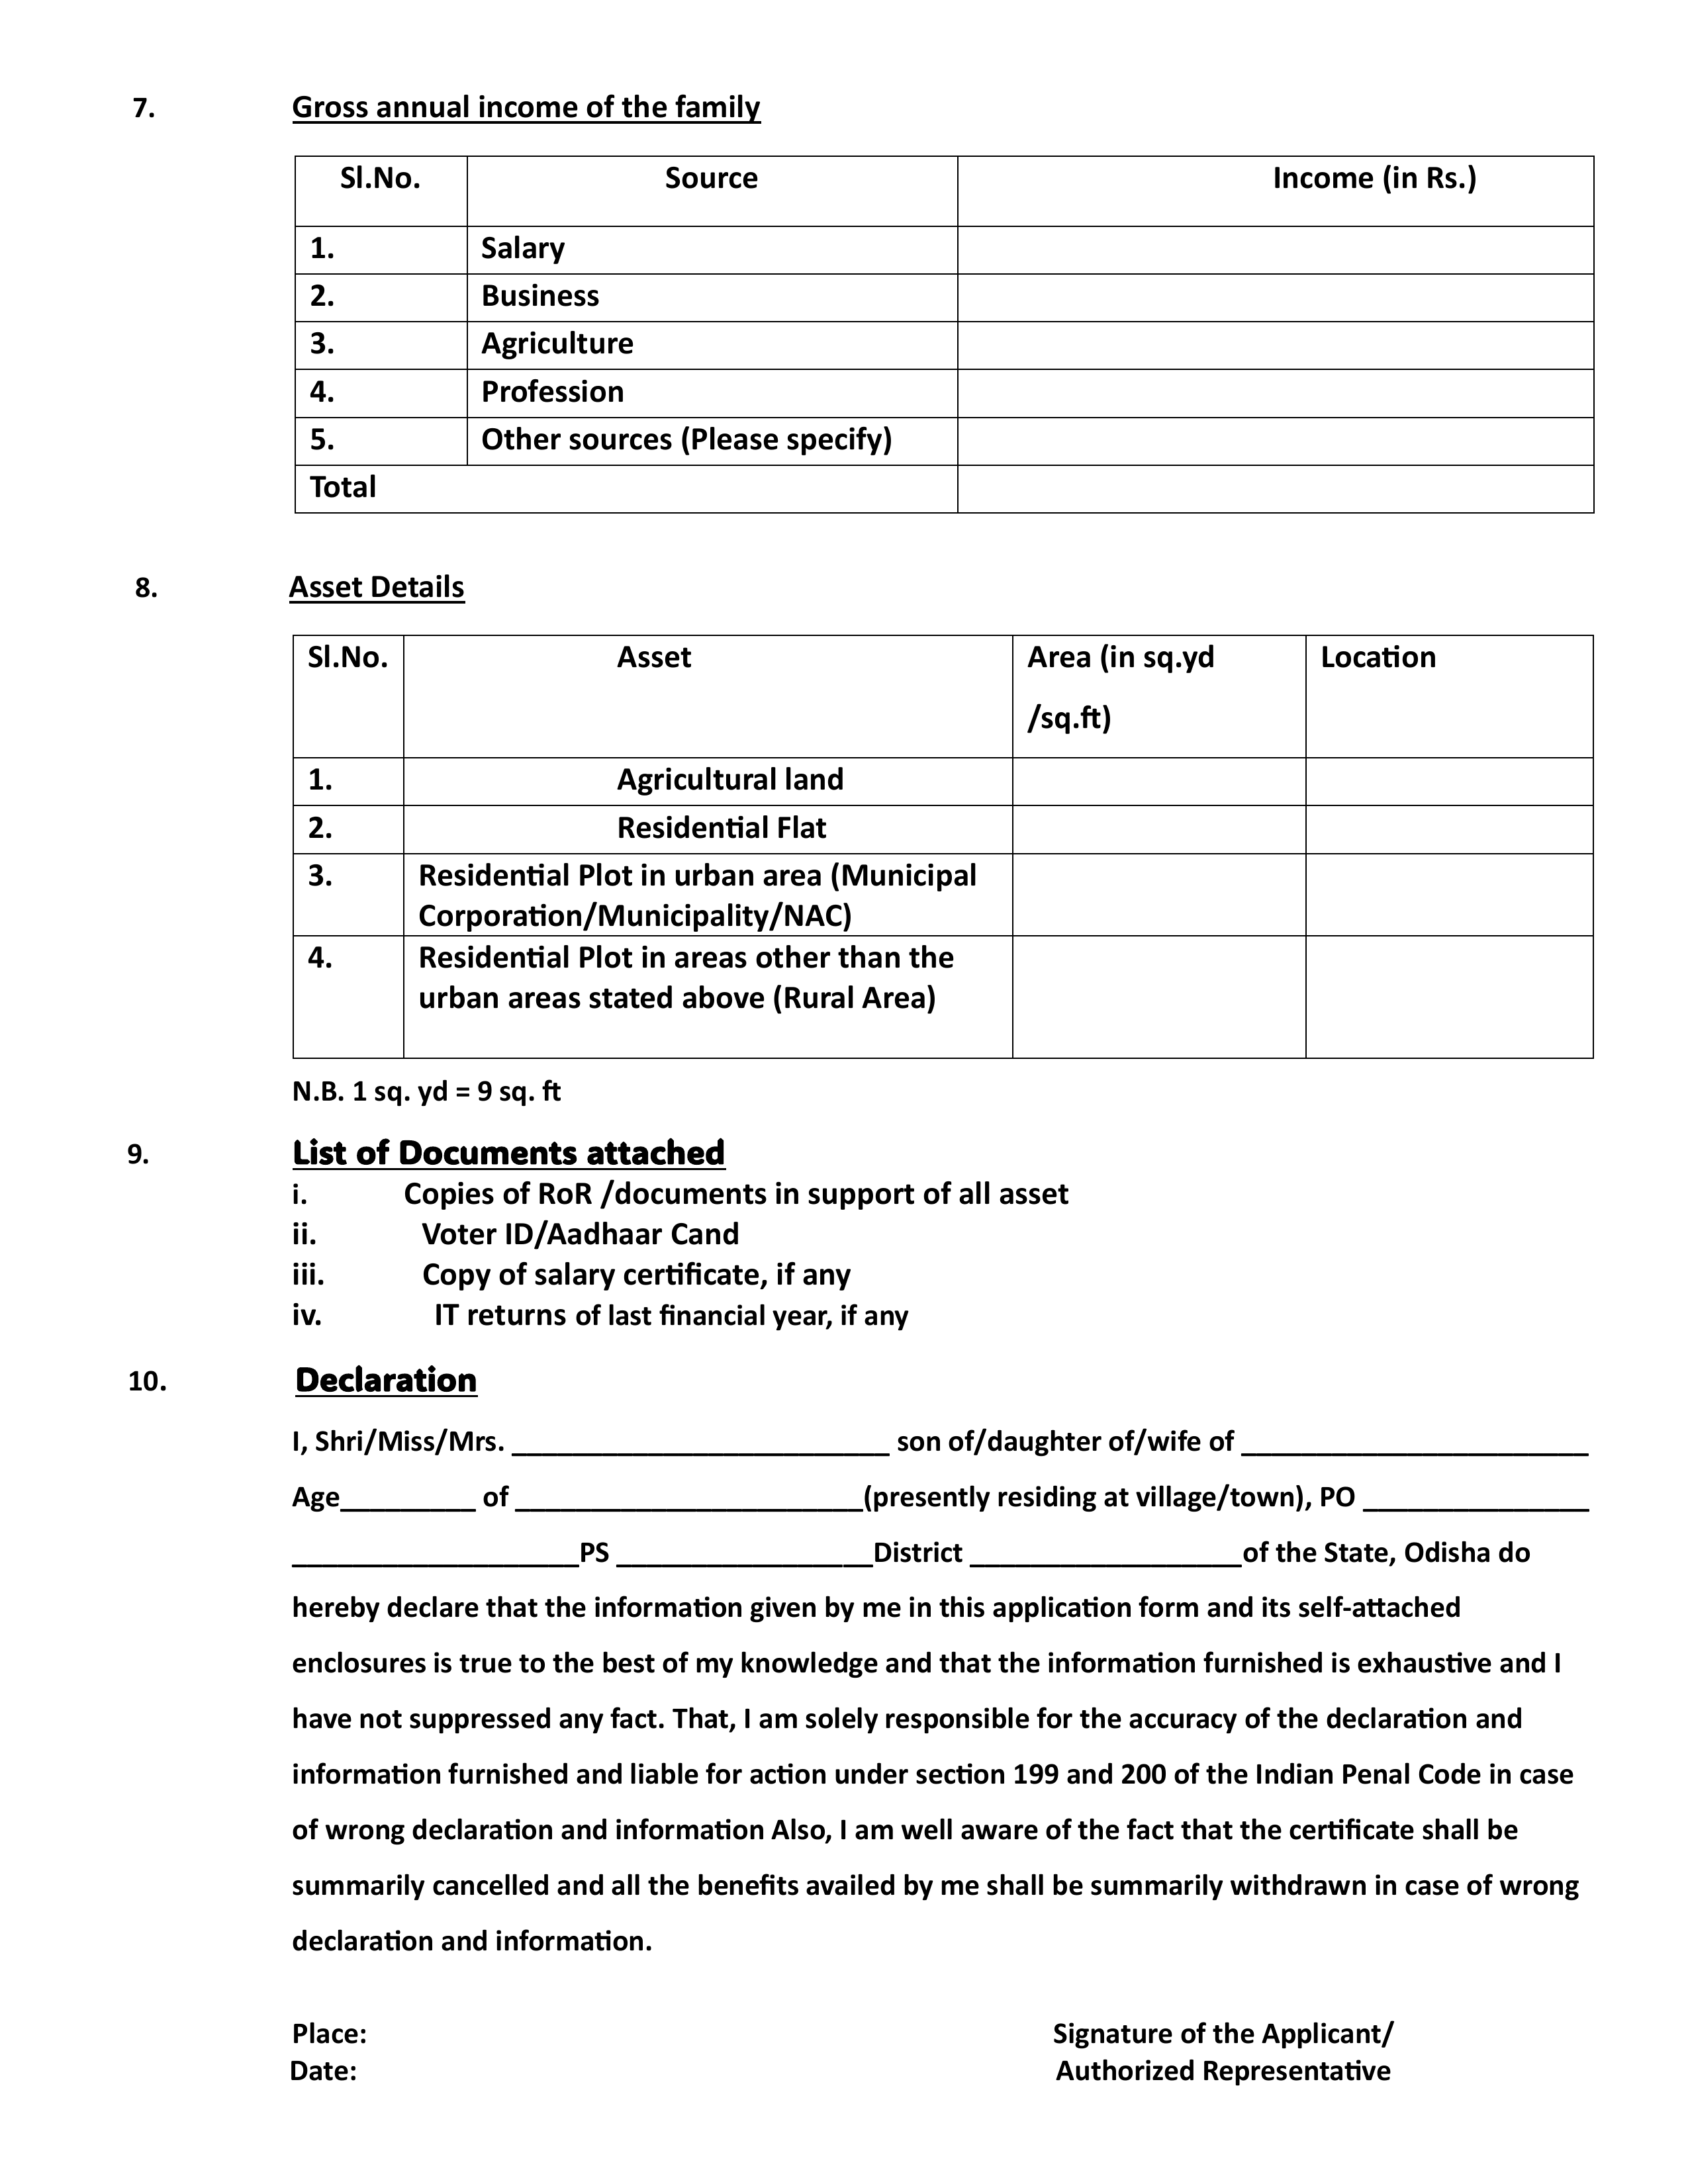 7. Gross annual income of the family
Sl.No. Source Income (in Rs.)
1. Salary
2. Business
3. Agriculture
4. Profession
5. Other sources (Please specify)
Total
8. Asset Details
Sl.No. Asset Area (in sq.yd Location
/sq.ft)
1. Agricultural land
2. Residential Flat
3. Residential Plot in urban area (Municipal
Corporation/Municipality/NAC)
4. Residential Plot in areas other than the
urban areas stated above (Rural Area)
N.B. 1 sq. yd = 9 sq. ft
9. List of Documents attached
i. Copies of RoR /documents in support of all asset
ii. Voter ID/Aadhaar Cand
iii. Copy of salary certificate, if any
iv. IT returns of last financial year, if any
10. Declaration
I, Shri/Miss/Mrs. _________________________ son of/daughter of/wife of _______________________
Age_________ of _______________________(presently residing at village/town), PO _______________
___________________PS _________________District __________________of the State, Odisha do
hereby declare that the information given by me in this application form and its self-attached
enclosures is true to the best of my knowledge and that the information furnished is exhaustive and I
have not suppressed any fact. That, I am solely responsible for the accuracy of the declaration and
information furnished and liable for action under section 199 and 200 of the Indian Penal Code in case
of wrong declaration and information Also, I am well aware of the fact that the certificate shall be
summarily cancelled and all the benefits availed by me shall be summarily withdrawn in case of wrong
declaration and information.
Place: Signature of the Applicant/
Date: Authorized Representative